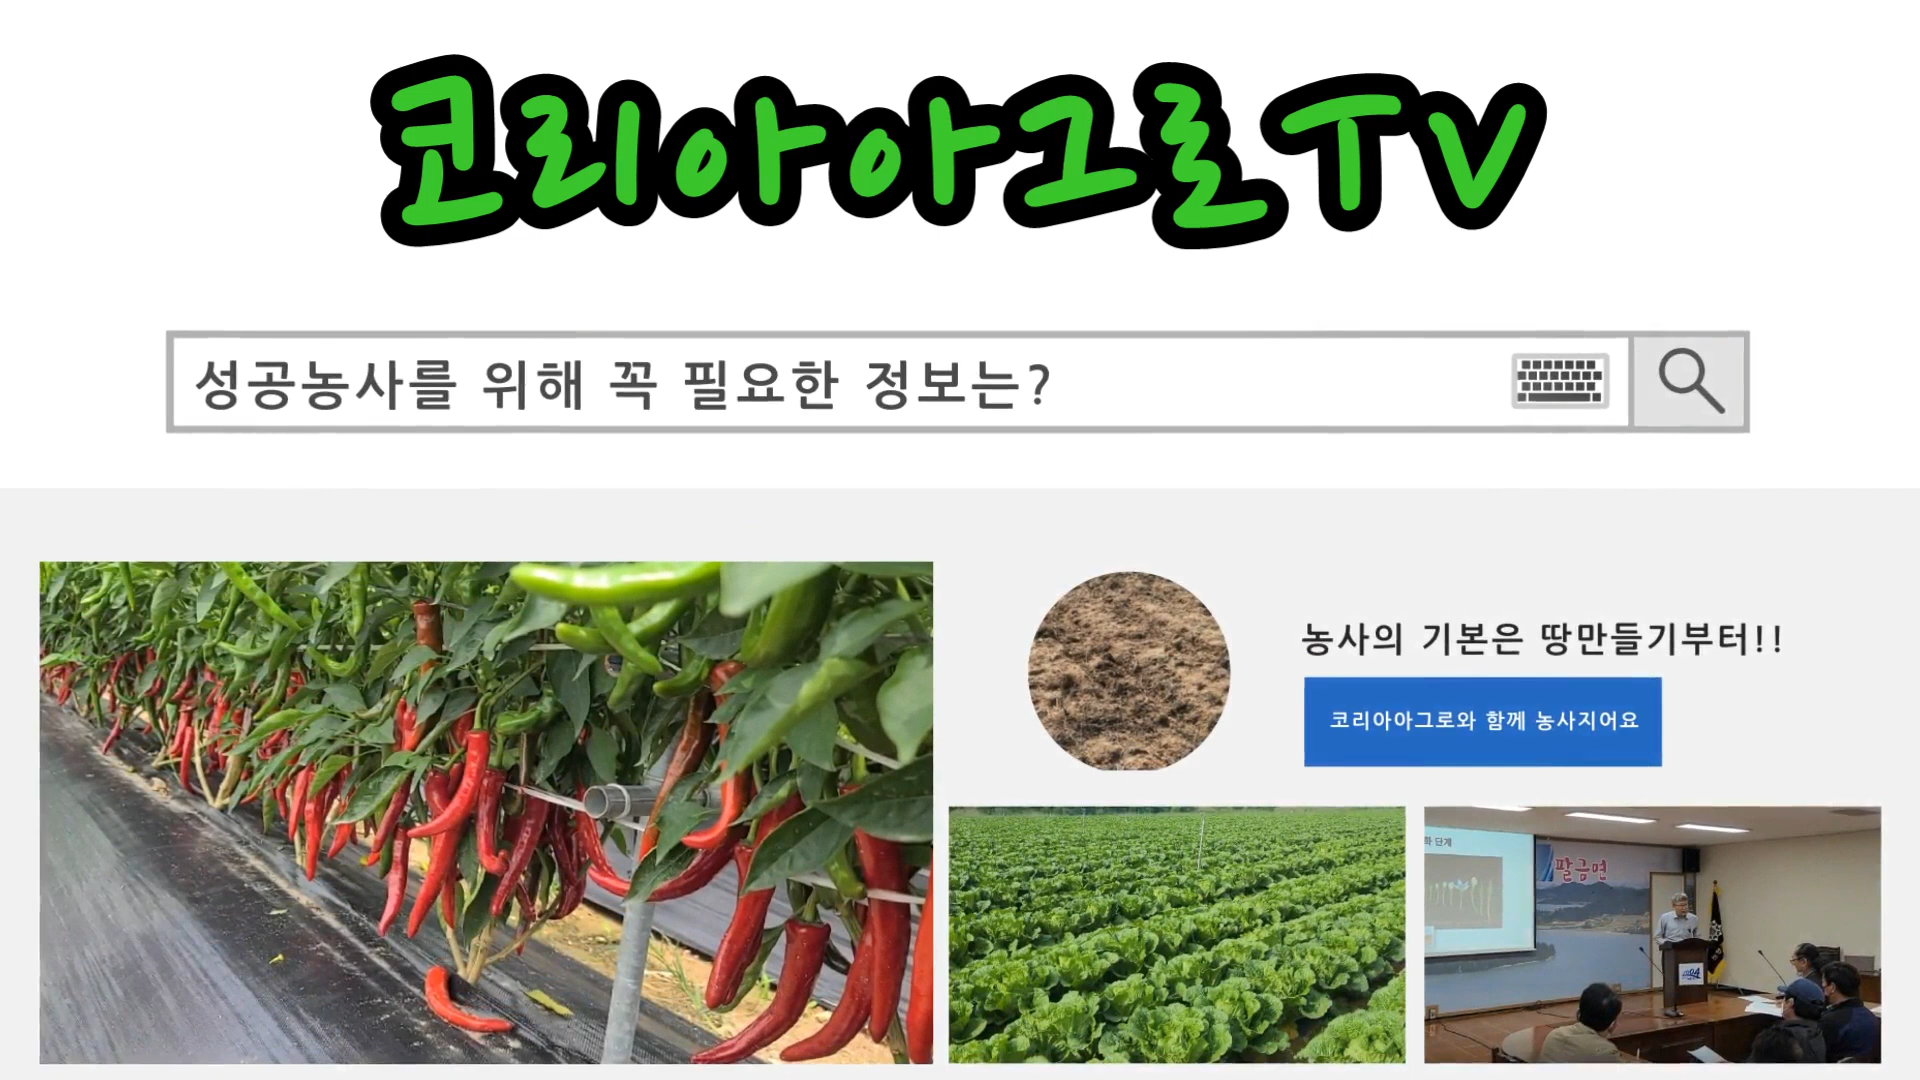 코리아아그로TV
성공농사를 위해 꼭 필요한 정보는?
농사의 기본은 땅만들기부터!!
코리아아그로와 함께 농사지어요
단계
팔금면